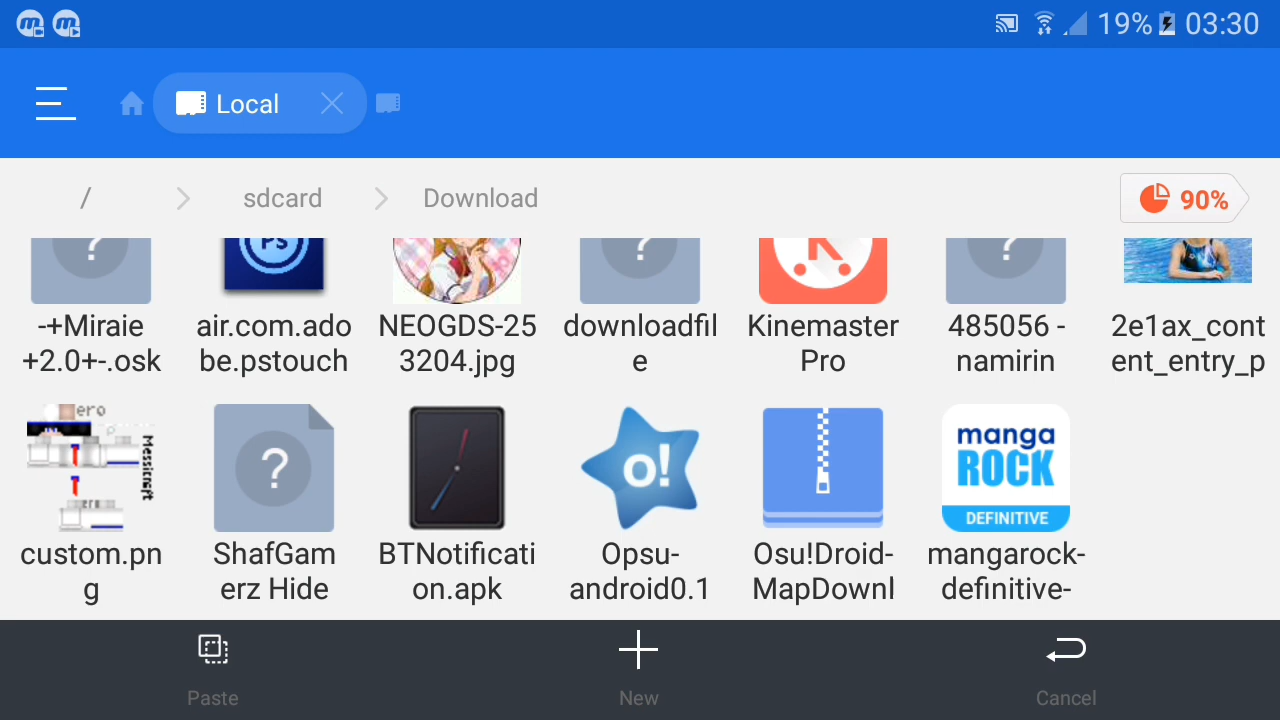 19% 03:30
Local
/ sdcard Download 90%
-+Miraie
+2.0+-.osk
air.com.ado
be.pstouch
NEOGDS-25
3204.jpg
downloadfil
e
Kinemaster
Pro
485056 -
namirin
2e1ax_cont
ent_entry_p
Messicraft
custom.pn
g
?
ShafGam
erz Hide
BTNotificati
on.apk
o!
Opsu-
android0.1
Osu!Droid-
MapDownl
manga
ROCK
DEFINITIVE
mangarock-
definitive-
Paste New Cancel